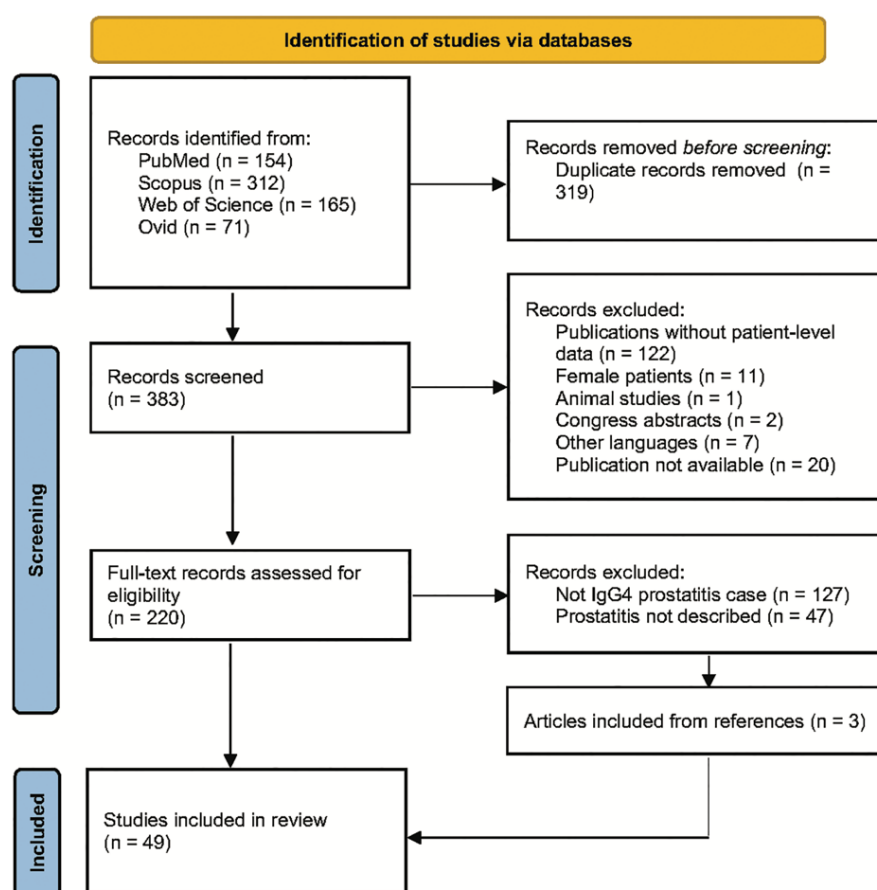 Identification of studies via databases
Identification
Records identified from:
PubMed (n = 154)
Scopus (n = 312)
Web of Science (n = 165)
Ovid (n = 71)
Records removed before screening:
Duplicate records removed (n =
319)
Screening
Records screened
(n = 383)
Records excluded:
Publications without patient-level
data (n = 122)
Female patients (n = 11)
Animal studies (n = 1)
Congress abstracts (n = 2)
Other languages (n = 7)
Publication not available (n = 20)
Full-text records assessed for
eligibility
(n = 220)
Records excluded:
Not IgG4 prostatitis case (n = 127)
Prostatitis not described (n = 47)
Articles included from references (n = 3)
Included
Studies included in review
(n = 49)